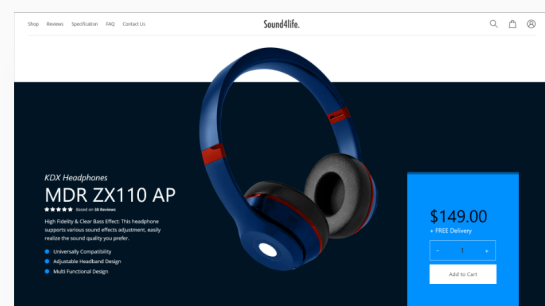 Shop Reviews Specification FAQ Contact Us
Sound4life.
KDX Headphones
MDR ZX110 AP
Based on 88 Reviews
High Fidelity & Clear Bass Effect: This headphone
supports various sound effects adjustment, easily
realize the sound quality you prefer.
Universally Compatiblity
Adjustable Headband Design
Multi Functional Design
$149.00
+ FREE Delivery
- 1 +
Add to Cart